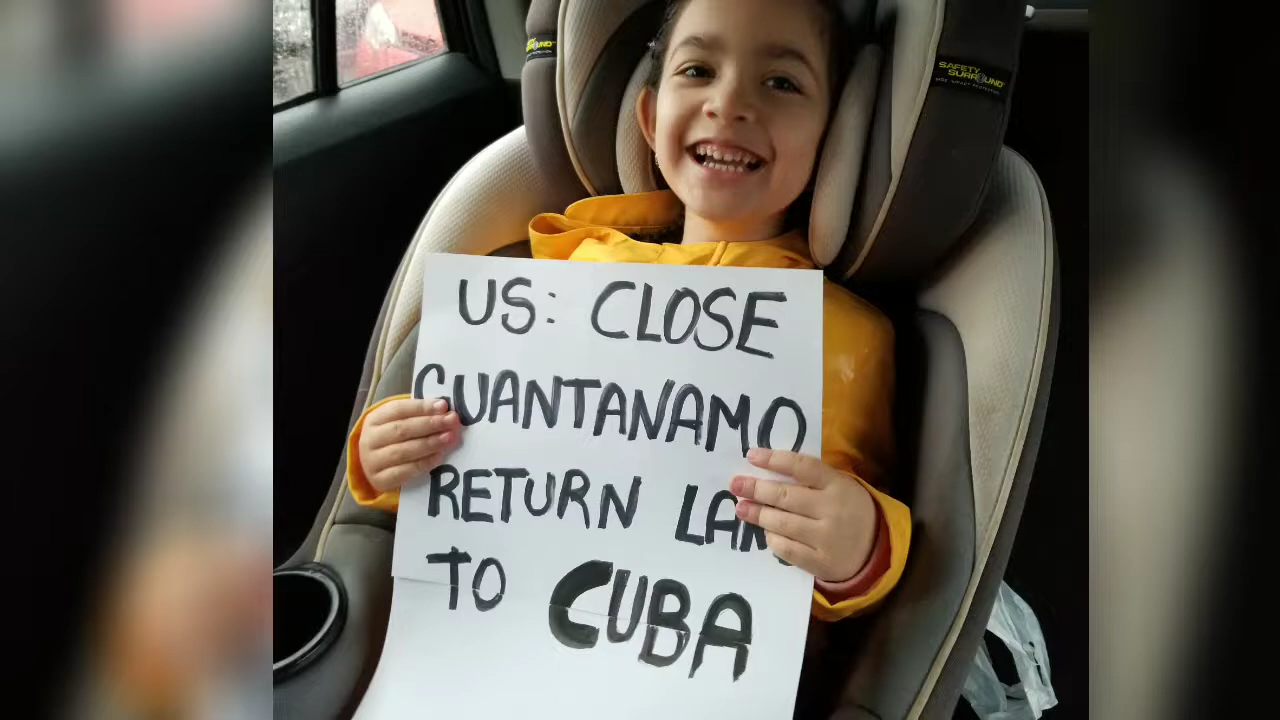 SAFETY
SURROUND
US: CLOSE
GUANTANAMO
RETURN
TO CUBA